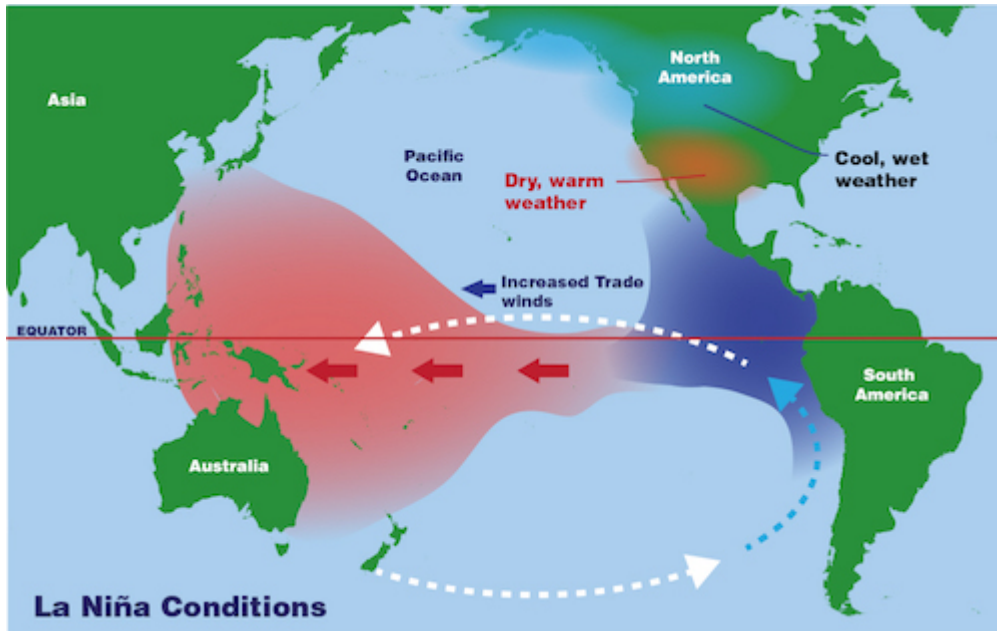 North
America
Asia
Pacific
Ocean
Cool, wet
weather
Dry, warm
weather
Increased Trade
winds
EQUATOR
South
America
Australia
La Niña Conditions